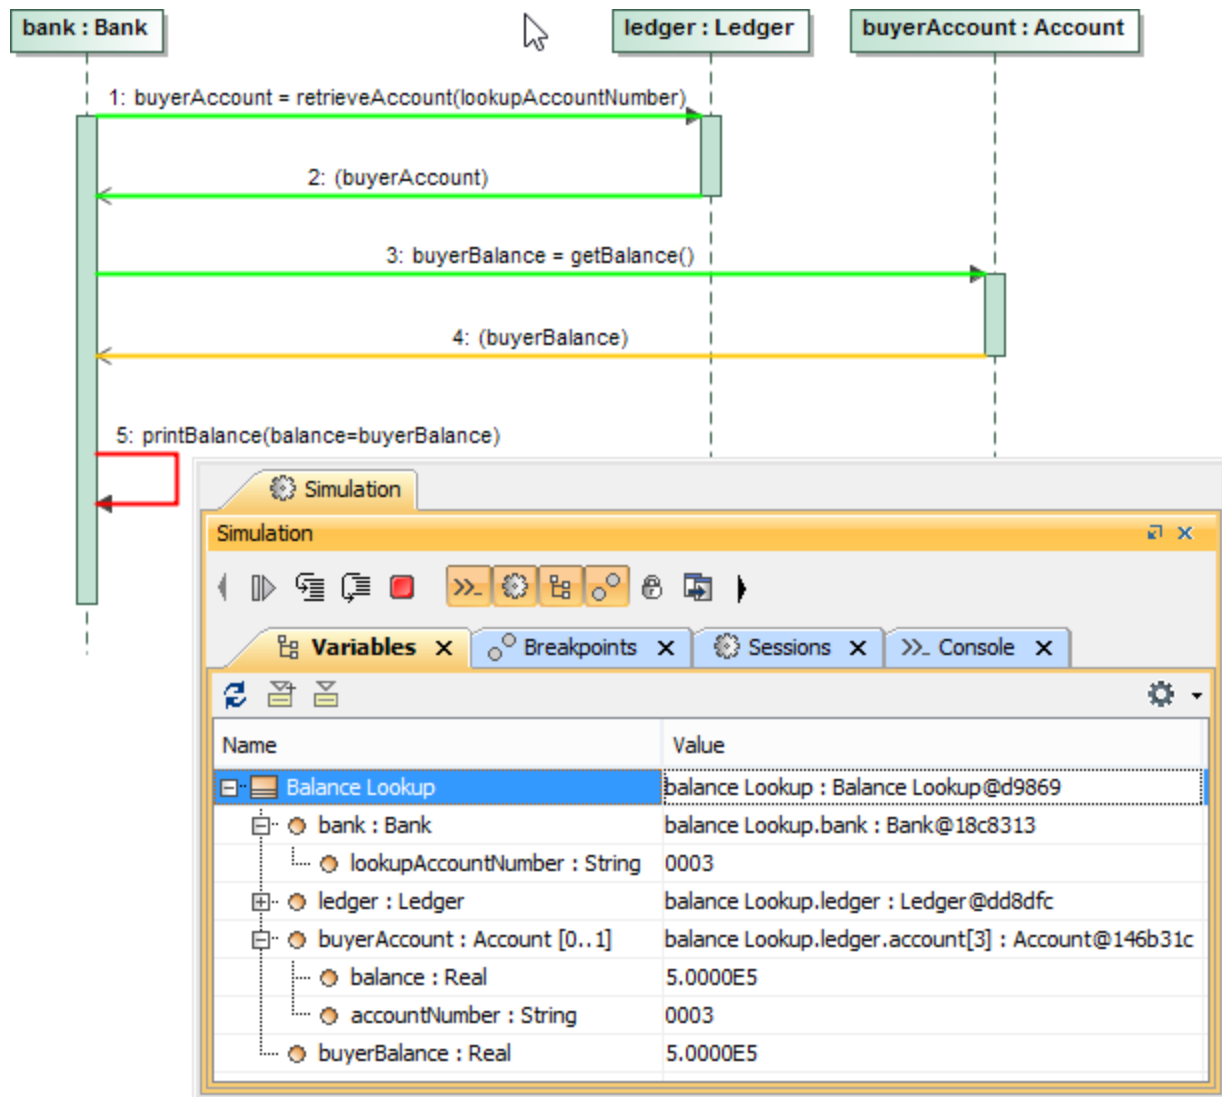 bank : Bank
ledger : Ledger
buyerAccount : Account
1: buyerAccount = retrieveAccount(lookupAccountNumber)
2: (buyerAccount)
3: buyerBalance = getBalance()
4: (buyerBalance)
5: printBalance(balance=buyerBalance)
Simulation
Simulation
Variables
Breakpoints
Sessions
Console
Name Value
Balance Lookup balance Lookup : Balance Lookup@d9869
bank : Bank balance Lookup.bank : Bank@18c8313
lookupAccountNumber : String 0003
ledger : Ledger balance Lookup.ledger : Ledger@dd8dfc
buyerAccount : Account [0..1] balance Lookup.ledger.account[3] : Account@146b31c
balance : Real 5.0000E5
accountNumber : String 0003
buyerBalance : Real 5.0000E5